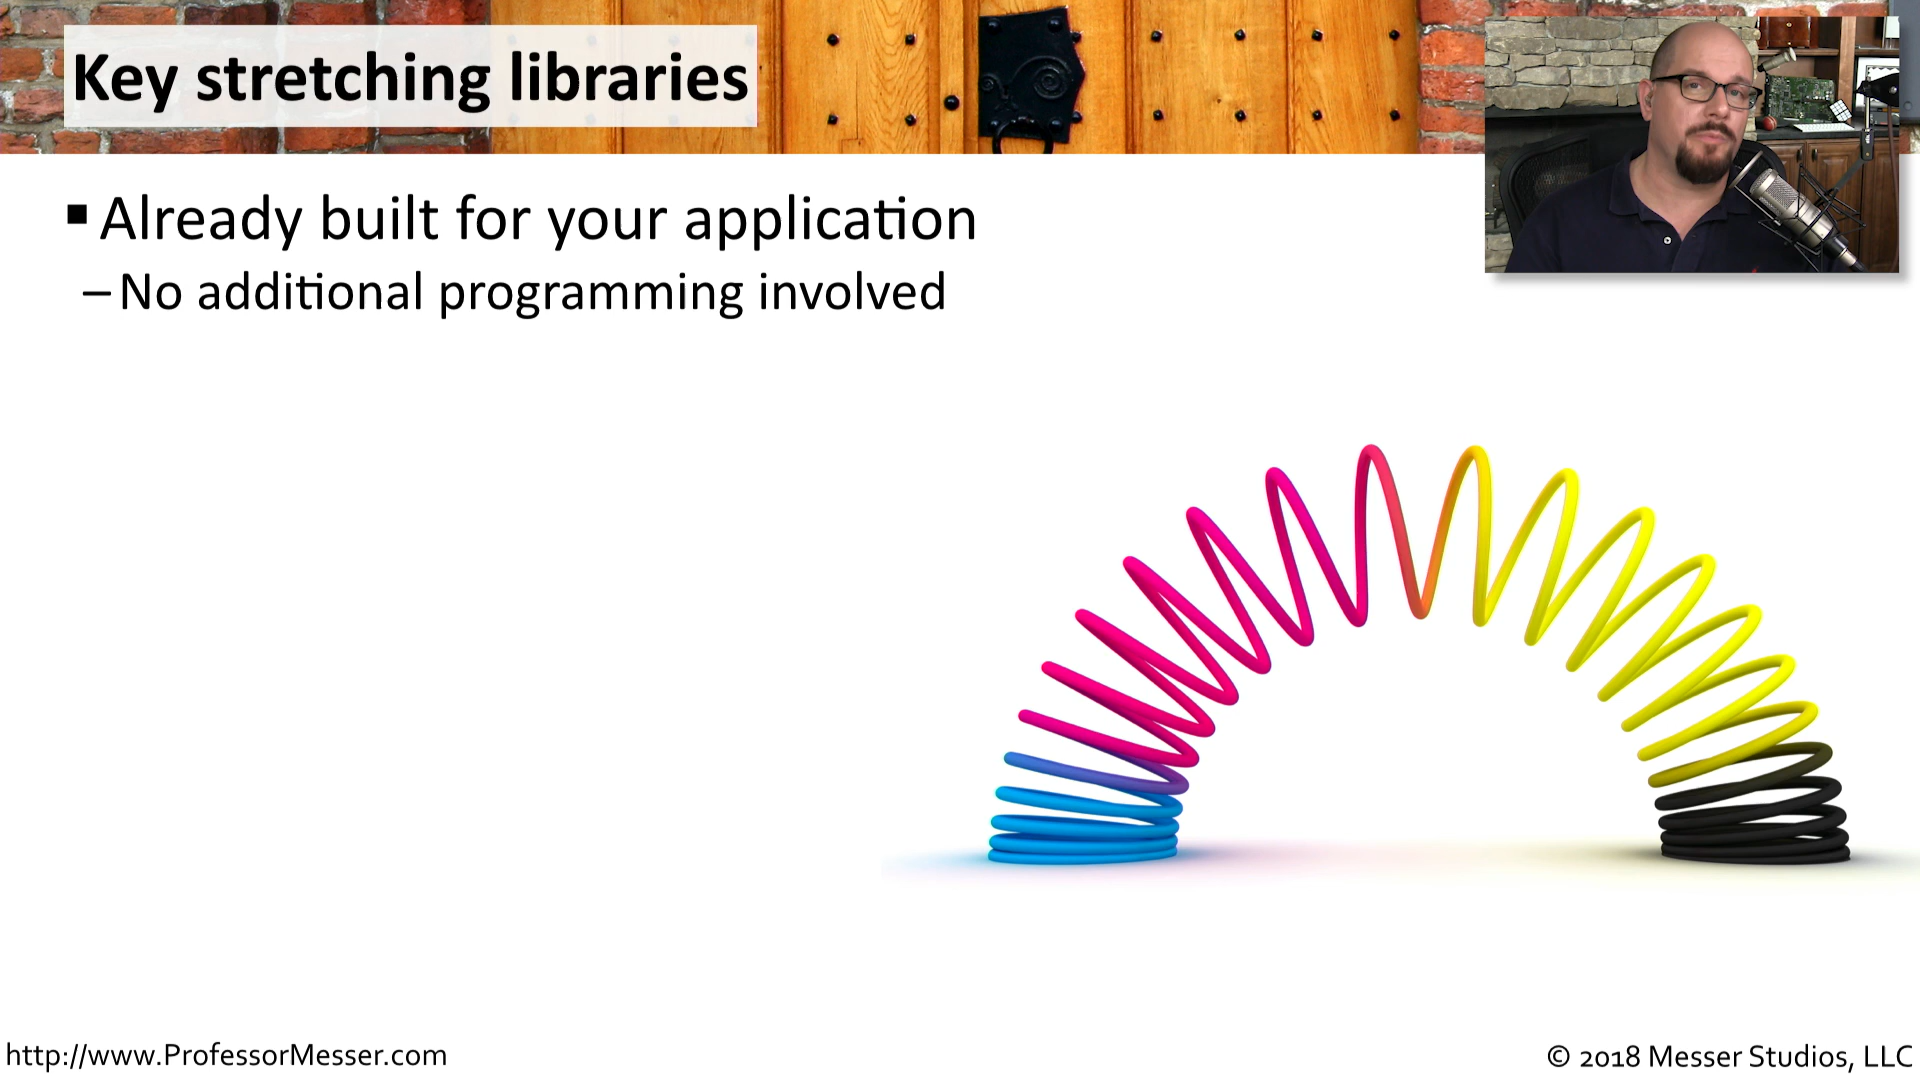 Key stretching libraries
▪ Already built for your application
– No additional programming involved
http://www.ProfessorMesser.com
© 2018 Messer Studios, LLC